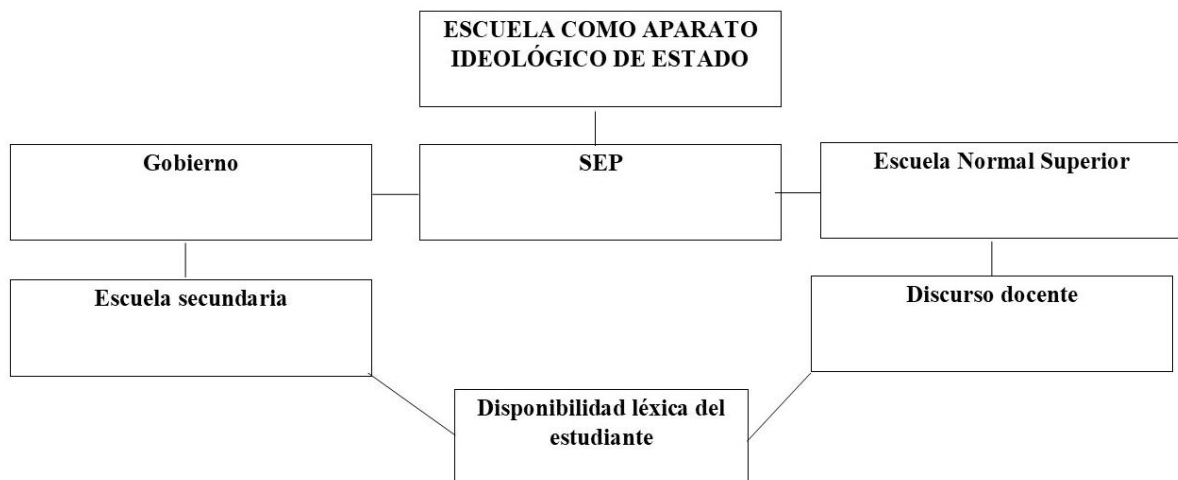 ESCUELA COMO APARATO
IDEOLÓGICO DE ESTADO
Gobierno
SEP
Escuela Normal Superior
Escuela secundaria
Discurso docente
Disponibilidad léxica del
estudiante